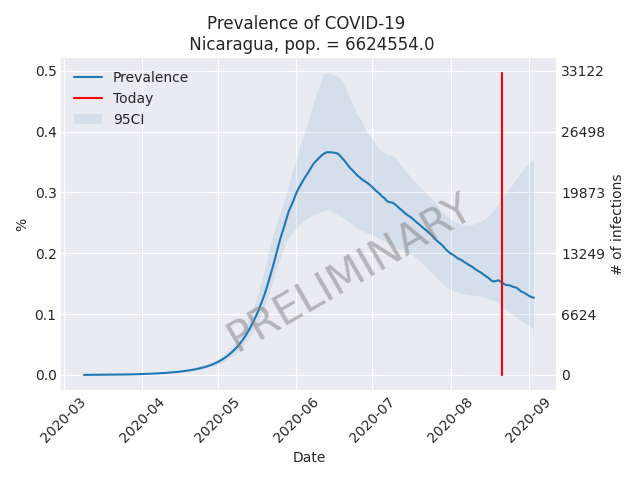 Prevalence of COVID-19
Nicaragua, pop. = 6624554.0
Prevalence
Today
95CI
0.5
0.4
0.3
0.2
0.1
0.0
%
33122
26498
19873
13249
6624
0
# of infections
PRELIMINARY
2020-03
2020-04
2020-05
2020-06
2020-07
2020-08
2020-09
Date